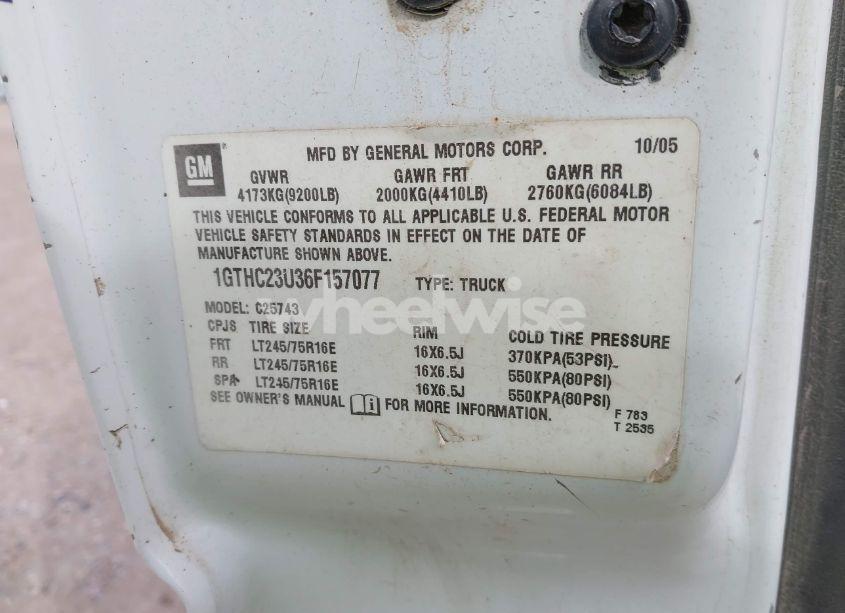 GM
MFD BY GENERAL MOTORS CORP. 10/05
GVWR GAWR FRT GAWR RR
4173KG(9200LB) 2000KG(4410LB) 2760KG(6084LB)
THIS VEHICLE CONFORMS TO ALL APPLICABLE U.S. FEDERAL MOTOR
VEHICLE SAFETY STANDARDS IN EFFECT ON THE DATE OF
MANUFACTURE SHOWN ABOVE.
1GTHC23U36F157077 TYPE: TRUCK
MODEL: C25743
wheelwise
CPJS TIRE SIZE RIM COLD TIRE PRESSURE
FRT LT245/75R16E 16X6.5J 370KPA(53PSI)
RR LT245/75R16E 16X6.5J 550KPA(80PSI)
SPA LT245/75R16E 16X6.5J 550KPA(80PSI)
SEE OWNER'S MANUAL FOR MORE INFORMATION.
F 783
T 2535